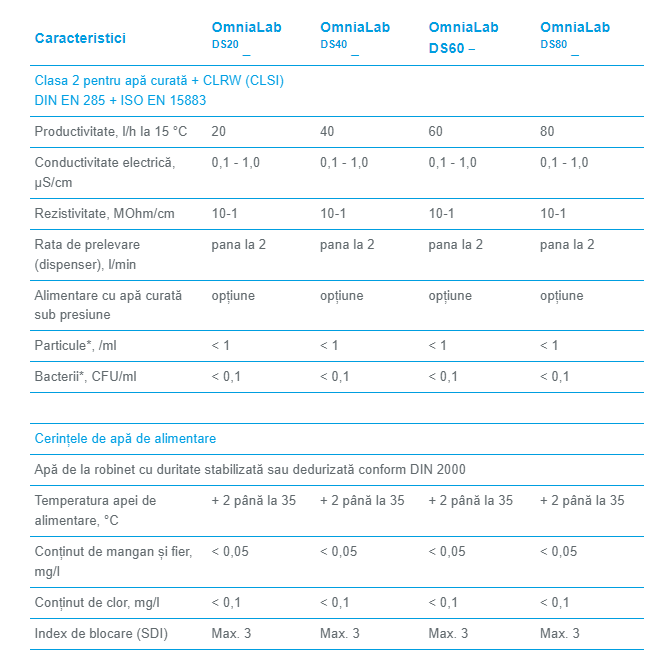 Caracteristici OmniaLab DS20 _ OmniaLab DS40 _ OmniaLab DS60 – OmniaLab DS80 _
Clasa 2 pentru apă curată + CLRW (CLSI)
DIN EN 285 + ISO EN 15883
Productivitate, l/h la 15 °C 20 40 60 80
Conductivitate electrică, 0,1 - 1,0 0,1 - 1,0 0,1 - 1,0 0,1 - 1,0
µS/cm
Rezistivitate, MOhm/cm 10-1 10-1 10-1 10-1
Rata de prelevare pana la 2 pana la 2 pana la 2 pana la 2
(dispenser), l/min
Alimentare cu apă curată opțiune opțiune opțiune opțiune
sub presiune
Particule*, /ml < 1 < 1 < 1 < 1
Bacterii*, CFU/ml < 0,1 < 0,1 < 0,1 < 0,1
Cerințele de apă de alimentare
Apă de la robinet cu duritate stabilizată sau dedurizată conform DIN 2000
Temperatura apei de + 2 până la 35 + 2 până la 35 + 2 până la 35 + 2 până la 35
alimentare, °C
Conținut de mangan și fier, < 0,05 < 0,05 < 0,05 < 0,05
mg/l
Conținut de clor, mg/l < 0,1 < 0,1 < 0,1 < 0,1
Index de blocare (SDI) Max. 3 Max. 3 Max. 3 Max. 3